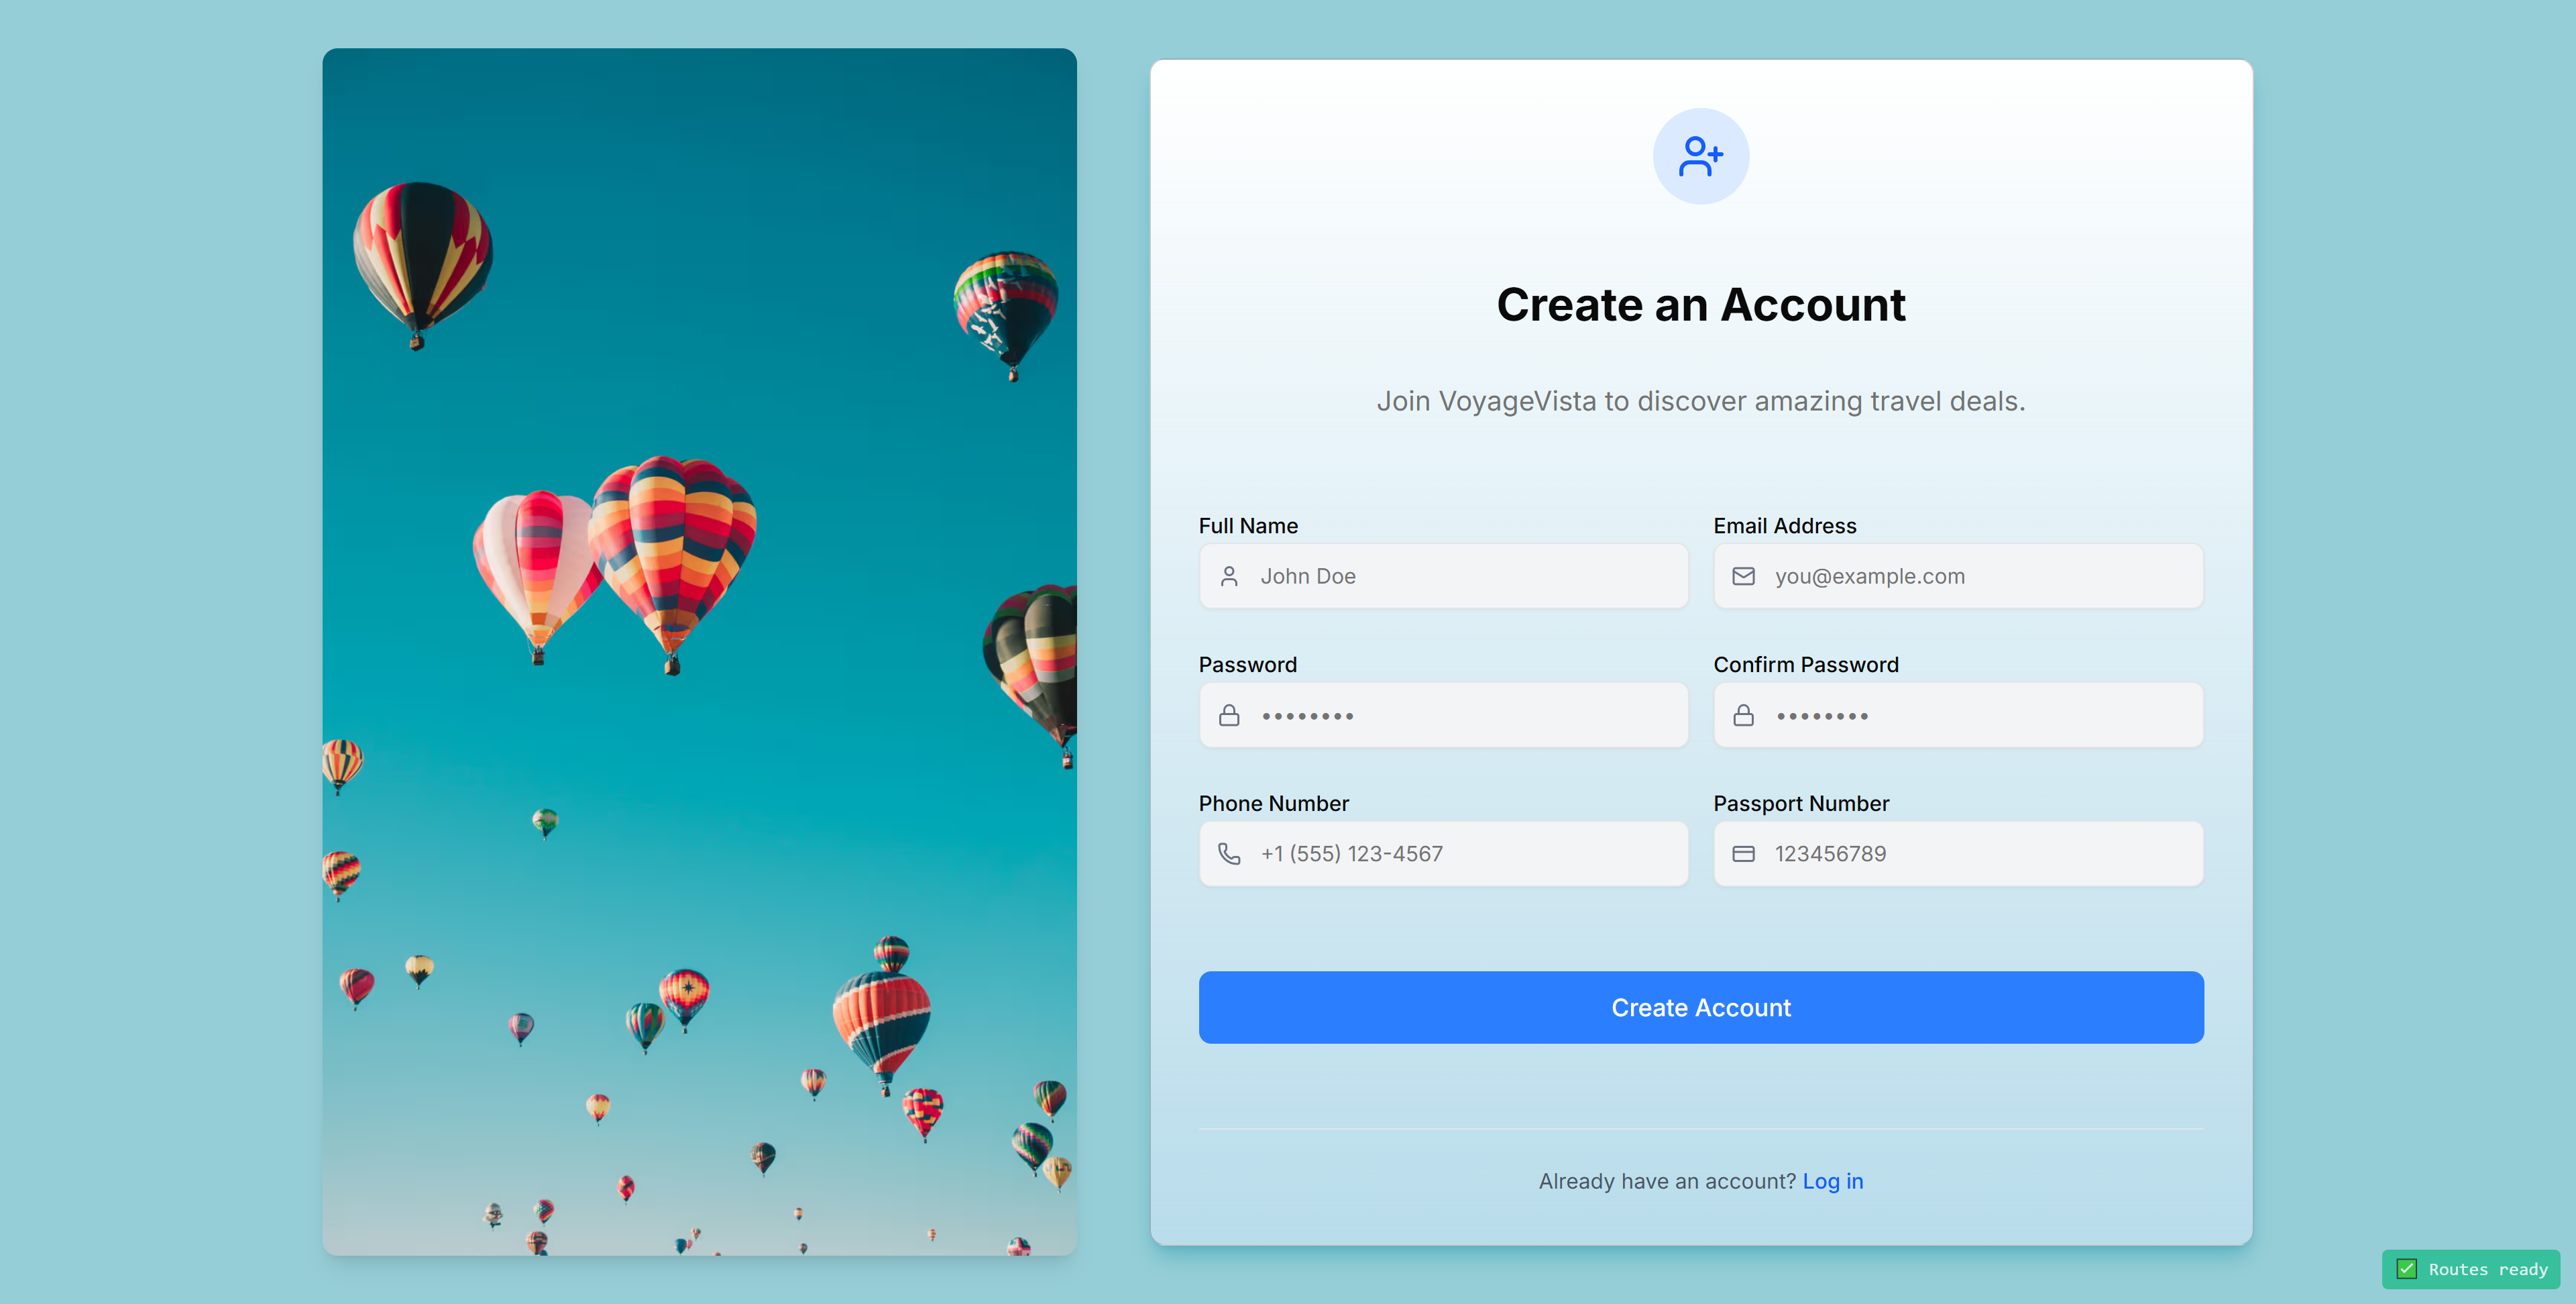 Create an Account
Join VoyageVista to discover amazing travel deals.
Full Name
John Doe
Email Address
you@example.com
Password
••••••••
Confirm Password
••••••••
Phone Number
+1 (555) 123-4567
Passport Number
123456789
Create Account
Already have an account? Log in
✅ Routes ready